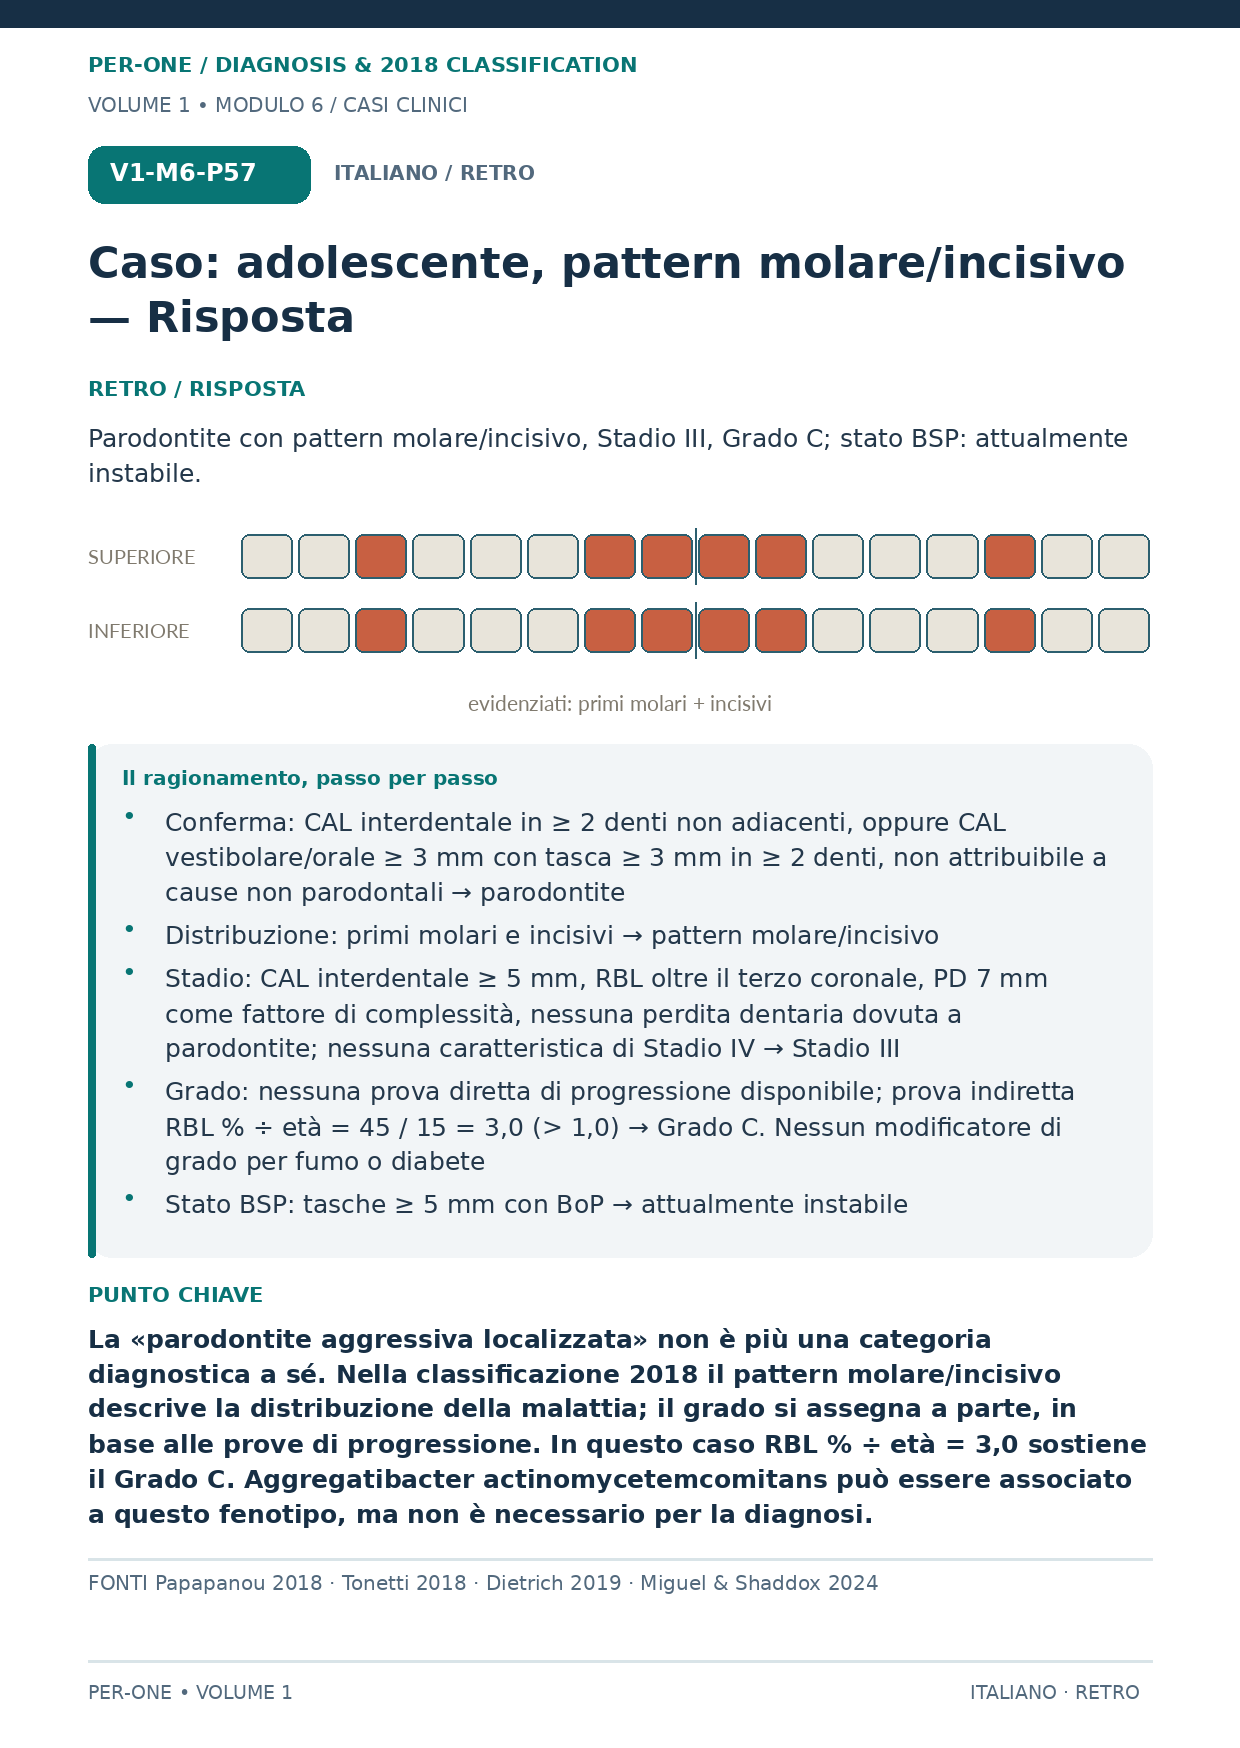 PER-ONE / DIAGNOSIS & 2018 CLASSIFICATION
VOLUME 1 • MODULO 6 / CASI CLINICI
V1-M6-P57
ITALIANO / RETRO
Caso: adolescente, pattern molare/incisivo
— Risposta
RETRO / RISPOSTA
Parodontite con pattern molare/incisivo, Stadio III, Grado C; stato BSP: attualmente
instabile.
SUPERIORE
INFERIORE
evidenziati: primi molari + incisivi
Il ragionamento, passo per passo
• Conferma: CAL interdentale in ≥ 2 denti non adiacenti, oppure CAL
vestibolare/orale ≥ 3 mm con tasca ≥ 3 mm in ≥ 2 denti, non attribuibile a
cause non parodontali → parodontite
• Distribuzione: primi molari e incisivi → pattern molare/incisivo
• Stadio: CAL interdentale ≥ 5 mm, RBL oltre il terzo coronale, PD 7 mm
come fattore di complessità, nessuna perdita dentaria dovuta a
parodontite; nessuna caratteristica di Stadio IV → Stadio III
• Grado: nessuna prova diretta di progressione disponibile; prova indiretta
RBL % ÷ età = 45 / 15 = 3,0 (> 1,0) → Grado C. Nessun modificatore di
grado per fumo o diabete
• Stato BSP: tasche ≥ 5 mm con BoP → attualmente instabile
PUNTO CHIAVE
La «parodontite aggressiva localizzata» non è più una categoria
diagnostica a sé. Nella classificazione 2018 il pattern molare/incisivo
descrive la distribuzione della malattia; il grado si assegna a parte, in
base alle prove di progressione. In questo caso RBL % ÷ età = 3,0 sostiene
il Grado C. Aggregatibacter actinomycetemcomitans può essere associato
a questo fenotipo, ma non è necessario per la diagnosi.
FONTI Papapanou 2018 · Tonetti 2018 · Dietrich 2019 · Miguel & Shaddox 2024
PER-ONE • VOLUME 1
ITALIANO · RETRO